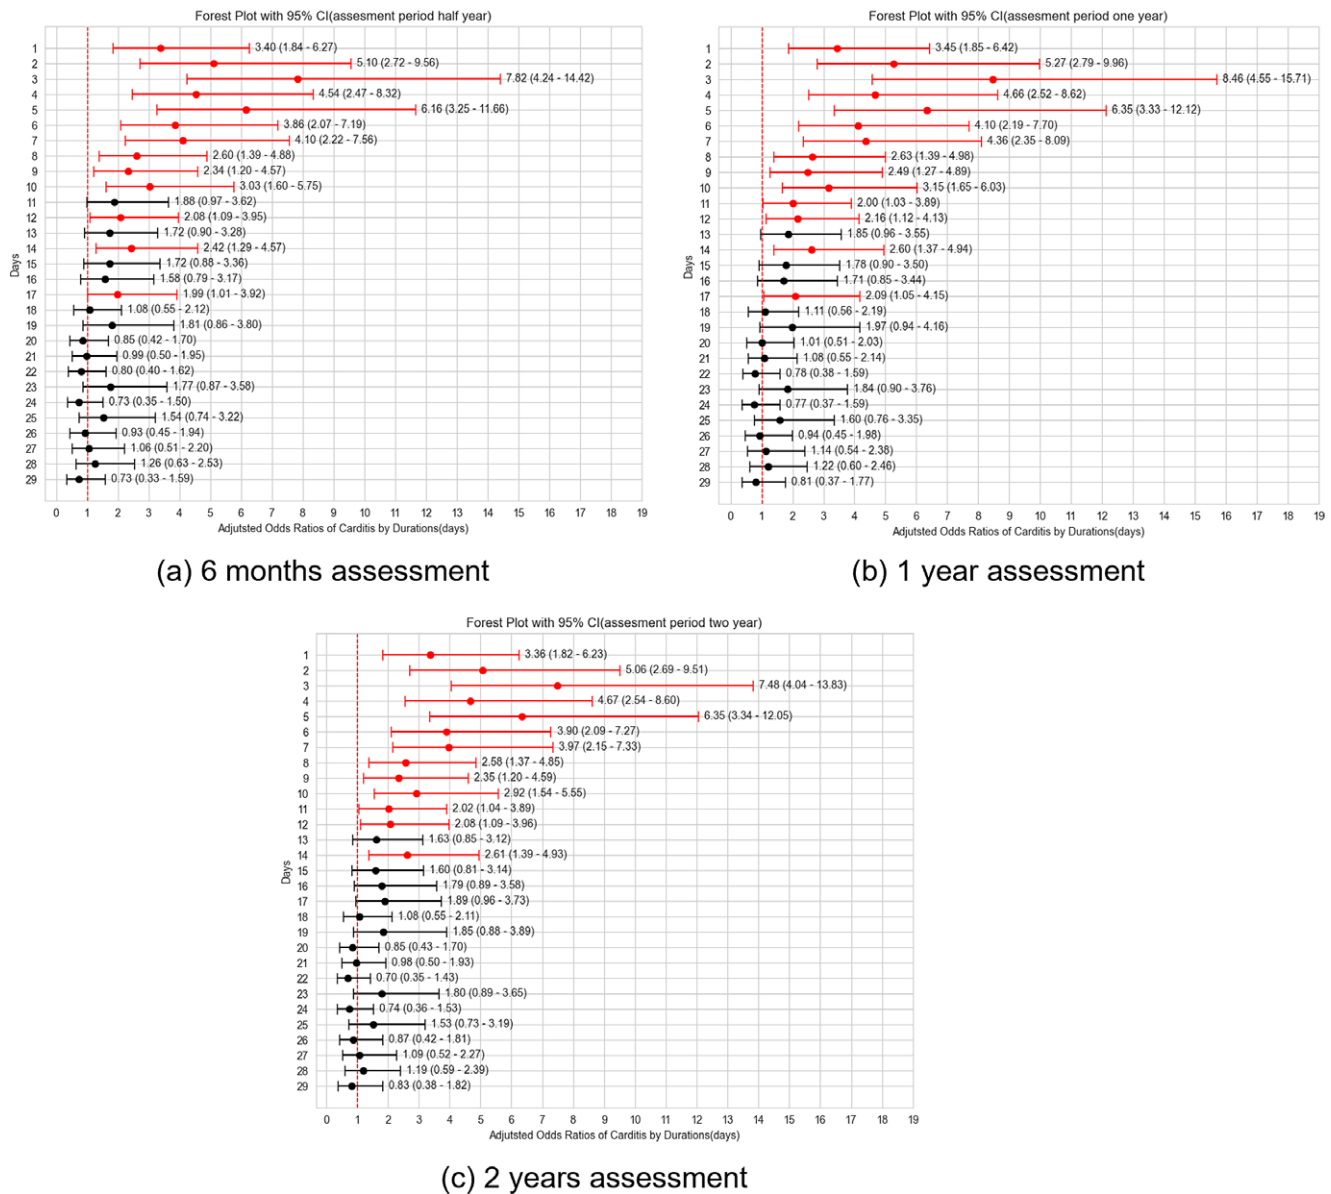 Forest Plot with 95% CI(assesment period half year)
Days
1 3.40 (1.84 - 6.27)
2 5.10 (2.72 - 9.56)
3 7.82 (4.24 - 14.42)
4 4.54 (2.47 - 8.32)
5 6.16 (3.25 - 11.66)
6 3.86 (2.07 - 7.19)
7 4.10 (2.22 - 7.56)
8 2.60 (1.39 - 4.88)
9 2.34 (1.20 - 4.57)
10 3.03 (1.60 - 5.75)
11 1.88 (0.97 - 3.62)
12 2.08 (1.09 - 3.95)
13 1.72 (0.90 - 3.28)
14 2.42 (1.29 - 4.57)
15 1.72 (0.88 - 3.36)
16 1.58 (0.79 - 3.17)
17 1.99 (1.01 - 3.92)
18 1.08 (0.55 - 2.12)
19 1.81 (0.86 - 3.80)
20 0.85 (0.42 - 1.70)
21 0.99 (0.50 - 1.95)
22 0.80 (0.40 - 1.62)
23 1.77 (0.87 - 3.58)
24 0.73 (0.35 - 1.50)
25 1.54 (0.74 - 3.22)
26 0.93 (0.45 - 1.94)
27 1.06 (0.51 - 2.20)
28 1.26 (0.63 - 2.53)
29 0.73 (0.33 - 1.59)
0 1 2 3 4 5 6 7 8 9 10 11 12 13 14 15 16 17 18 19
Adjutsted Odds Ratios of Carditis by Durations(days)
(a) 6 months assessment
Forest Plot with 95% CI(assesment period one year)
Days
1 3.45 (1.85 - 6.42)
2 5.27 (2.79 - 9.96)
3 8.46 (4.55 - 15.71)
4 4.66 (2.52 - 8.62)
5 6.35 (3.33 - 12.12)
6 4.10 (2.19 - 7.70)
7 4.36 (2.35 - 8.09)
8 2.63 (1.39 - 4.98)
9 2.49 (1.27 - 4.89)
10 3.15 (1.65 - 6.03)
11 2.00 (1.03 - 3.89)
12 2.16 (1.12 - 4.13)
13 1.85 (0.96 - 3.55)
14 2.60 (1.37 - 4.94)
15 1.78 (0.90 - 3.50)
16 1.71 (0.85 - 3.44)
17 2.09 (1.05 - 4.15)
18 1.11 (0.56 - 2.19)
19 1.97 (0.94 - 4.16)
20 1.01 (0.51 - 2.03)
21 1.08 (0.55 - 2.14)
22 0.78 (0.38 - 1.59)
23 1.84 (0.90 - 3.76)
24 0.77 (0.37 - 1.59)
25 1.60 (0.76 - 3.35)
26 0.94 (0.45 - 1.98)
27 1.14 (0.54 - 2.38)
28 1.22 (0.60 - 2.46)
29 0.81 (0.37 - 1.77)
0 1 2 3 4 5 6 7 8 9 10 11 12 13 14 15 16 17 18 19
Adjutsted Odds Ratios of Carditis by Durations(days)
(b) 1 year assessment
Forest Plot with 95% CI(assesment period two year)
Days
1 3.36 (1.82 - 6.23)
2 5.06 (2.69 - 9.51)
3 7.48 (4.04 - 13.83)
4 4.67 (2.54 - 8.60)
5 6.35 (3.34 - 12.05)
6 3.90 (2.09 - 7.27)
7 3.97 (2.15 - 7.33)
8 2.58 (1.37 - 4.85)
9 2.35 (1.20 - 4.59)
10 2.92 (1.54 - 5.55)
11 2.02 (1.04 - 3.89)
12 2.08 (1.09 - 3.96)
13 1.63 (0.85 - 3.12)
14 2.61 (1.39 - 4.93)
15 1.60 (0.81 - 3.14)
16 1.79 (0.89 - 3.58)
17 1.89 (0.96 - 3.73)
18 1.08 (0.55 - 2.11)
19 1.85 (0.88 - 3.89)
20 0.85 (0.43 - 1.70)
21 0.98 (0.50 - 1.93)
22 0.70 (0.35 - 1.43)
23 1.80 (0.89 - 3.65)
24 0.74 (0.36 - 1.53)
25 1.53 (0.73 - 3.19)
26 0.87 (0.42 - 1.81)
27 1.09 (0.52 - 2.27)
28 1.19 (0.59 - 2.39)
29 0.83 (0.38 - 1.82)
0 1 2 3 4 5 6 7 8 9 10 11 12 13 14 15 16 17 18 19
Adjutsted Odds Ratios of Carditis by Durations(days)
(c) 2 years assessment